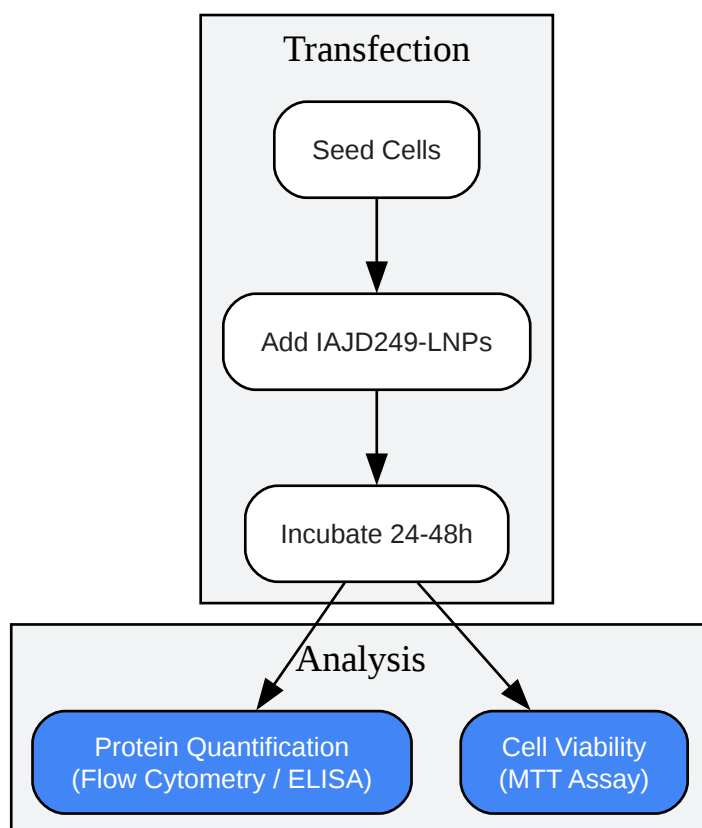 Transfection
Seed Cells
Add IAJD249-LNPs
Incubate 24-48h
Analysis
Protein Quantification
(Flow Cytometry / ELISA)
Cell Viability
(MTT Assay)